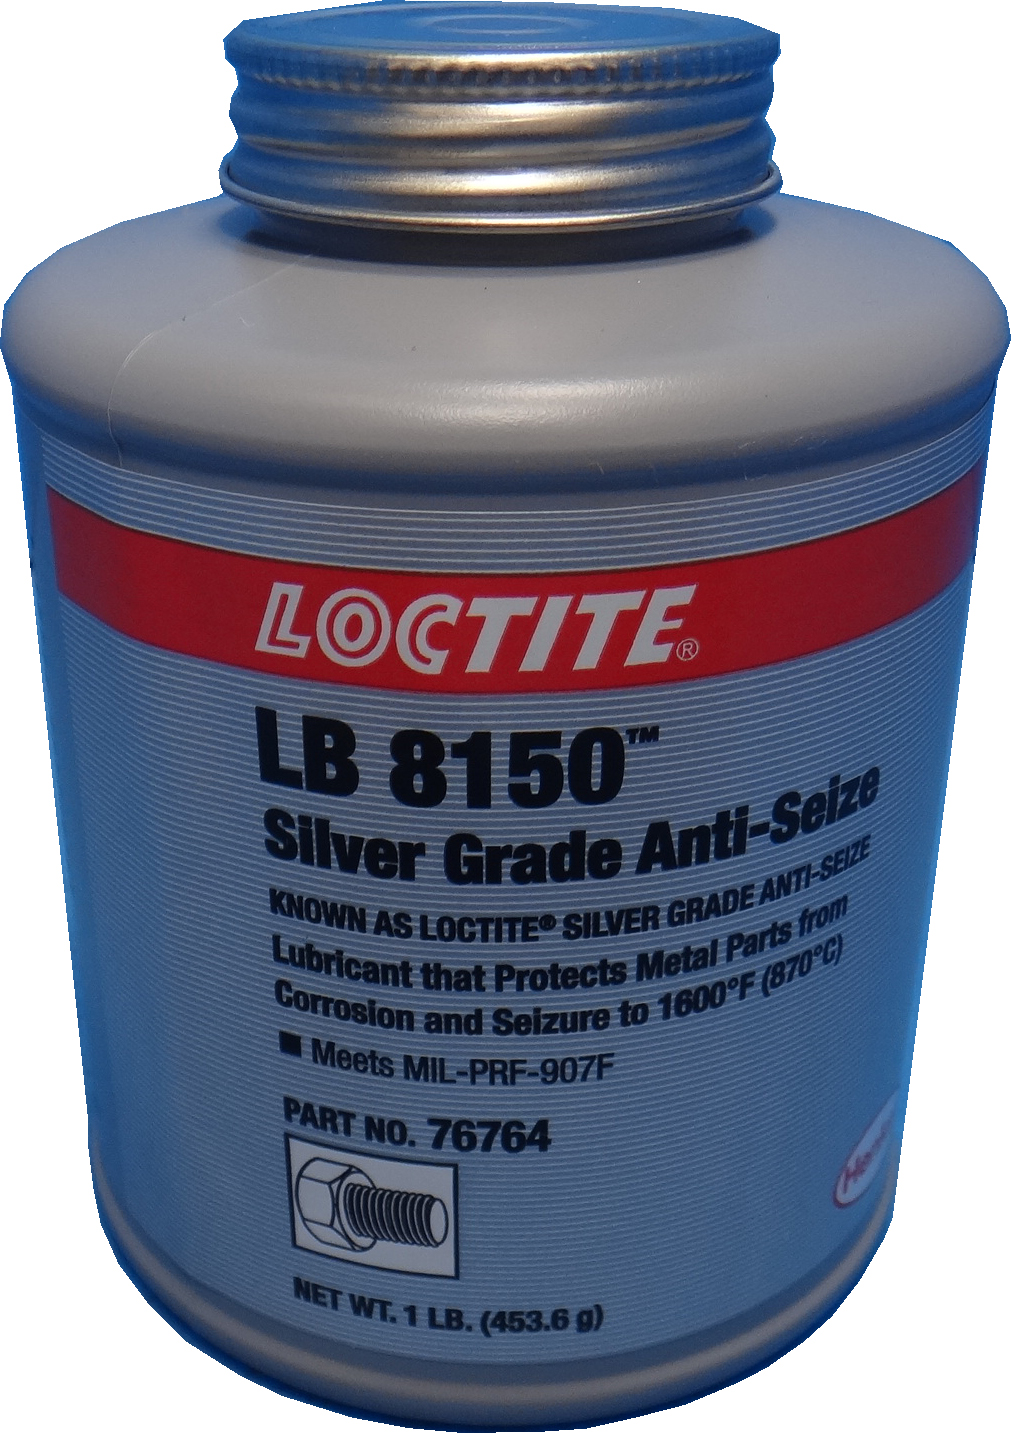 LOCTITE®
LB 8150™
Silver Grade Anti-Seize
KNOWN AS LOCTITE® SILVER GRADE ANTI-SEIZE
Lubricant that Protects Metal Parts from
Corrosion and Seizure to 1600°F (870°C)
■ Meets MIL-PRF-907F
PART NO. 76764
NET WT. 1 LB. (453.6 g)